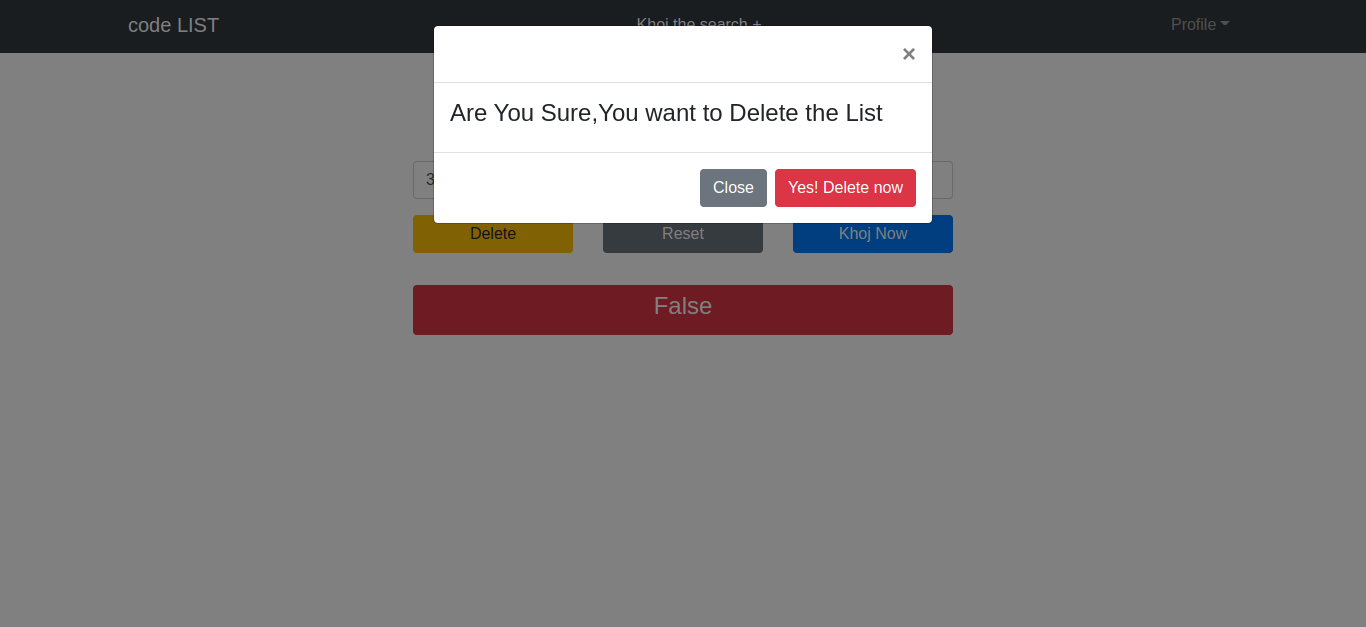 code LIST
Khoj the search +
Profile
×
Are You Sure,You want to Delete the List
3
Close
Yes! Delete now
Delete
Reset
Khoj Now
False